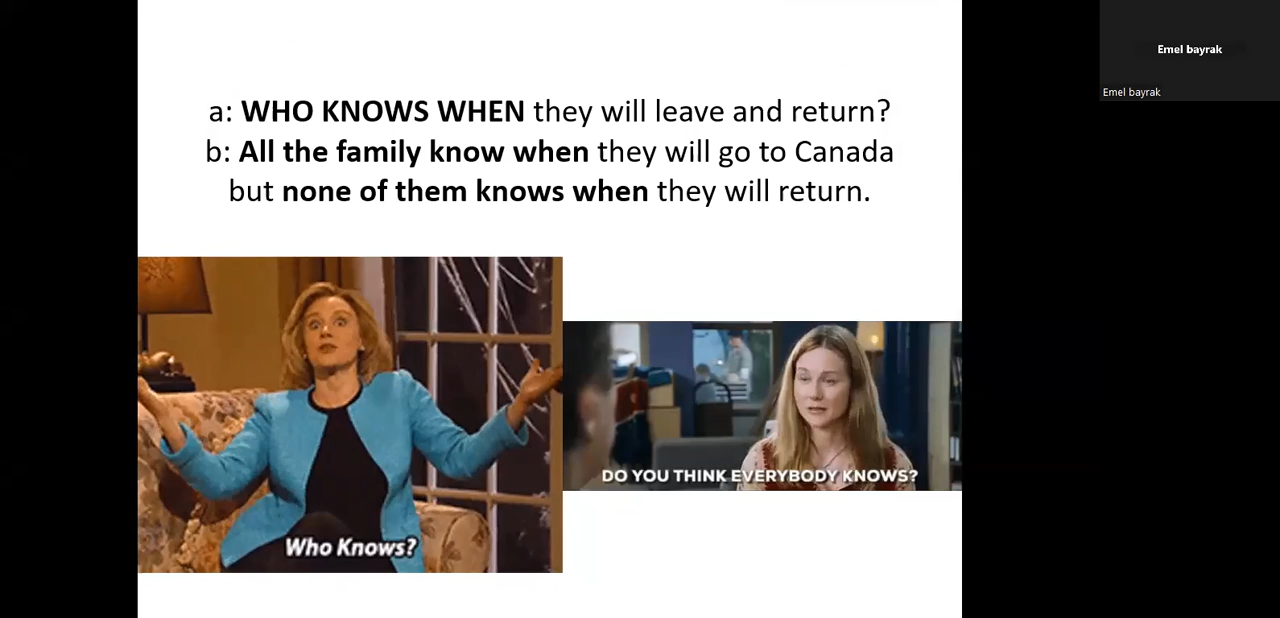 a: WHO KNOWS WHEN they will leave and return?
b: All the family know when they will go to Canada
but none of them knows when they will return.
Who Knows?
DO YOU THINK EVERYBODY KNOWS?
Emel bayrak
Emel bayrak